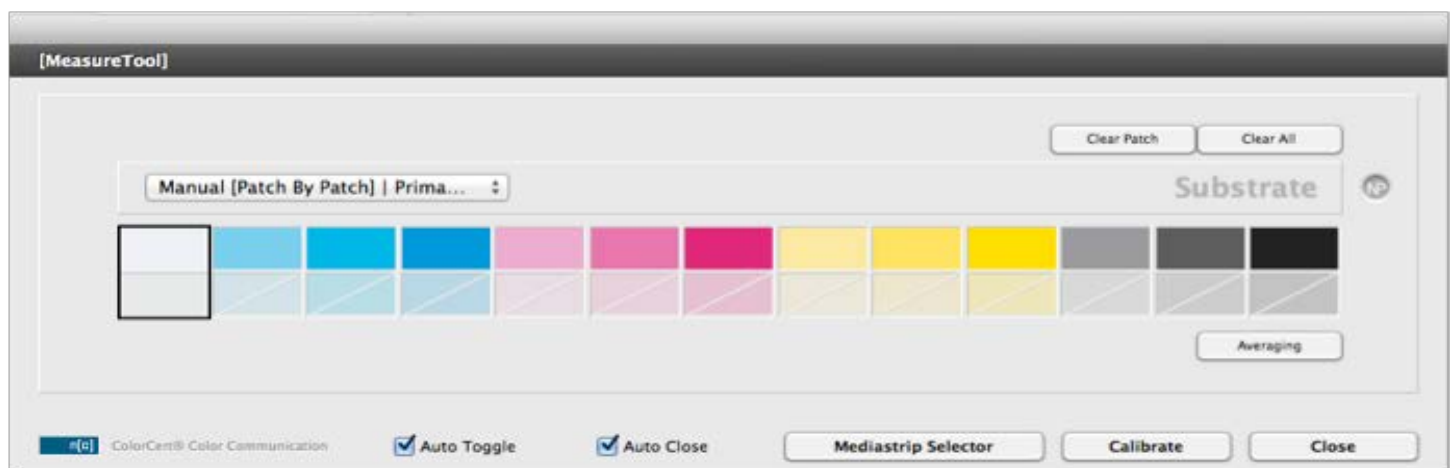 [MeasureTool]
Clear Patch Clear All
Manual [Patch By Patch] | Prima... Substrate
Averaging
n[c] ColorCert® Color Communication Auto Toggle Auto Close Mediastrip Selector Calibrate Close